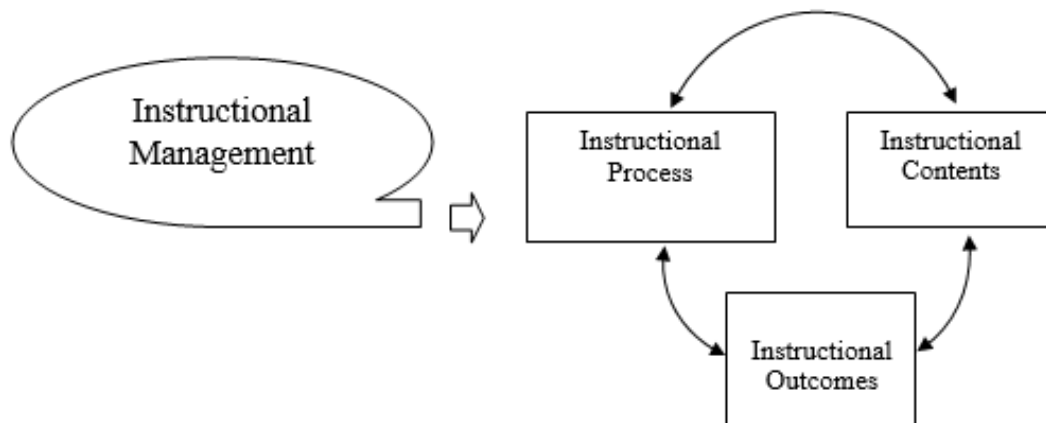 Instructional
Management
Instructional
Process
Instructional
Contents
Instructional
Outcomes